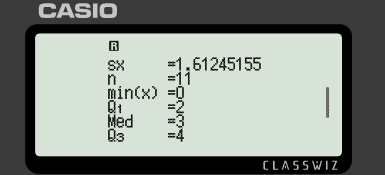 CASIO
R
sx =1.61245155
n =11
min(x) =0
Q₁ =2
Med =3
Q₃ =4
CLASSWIZ